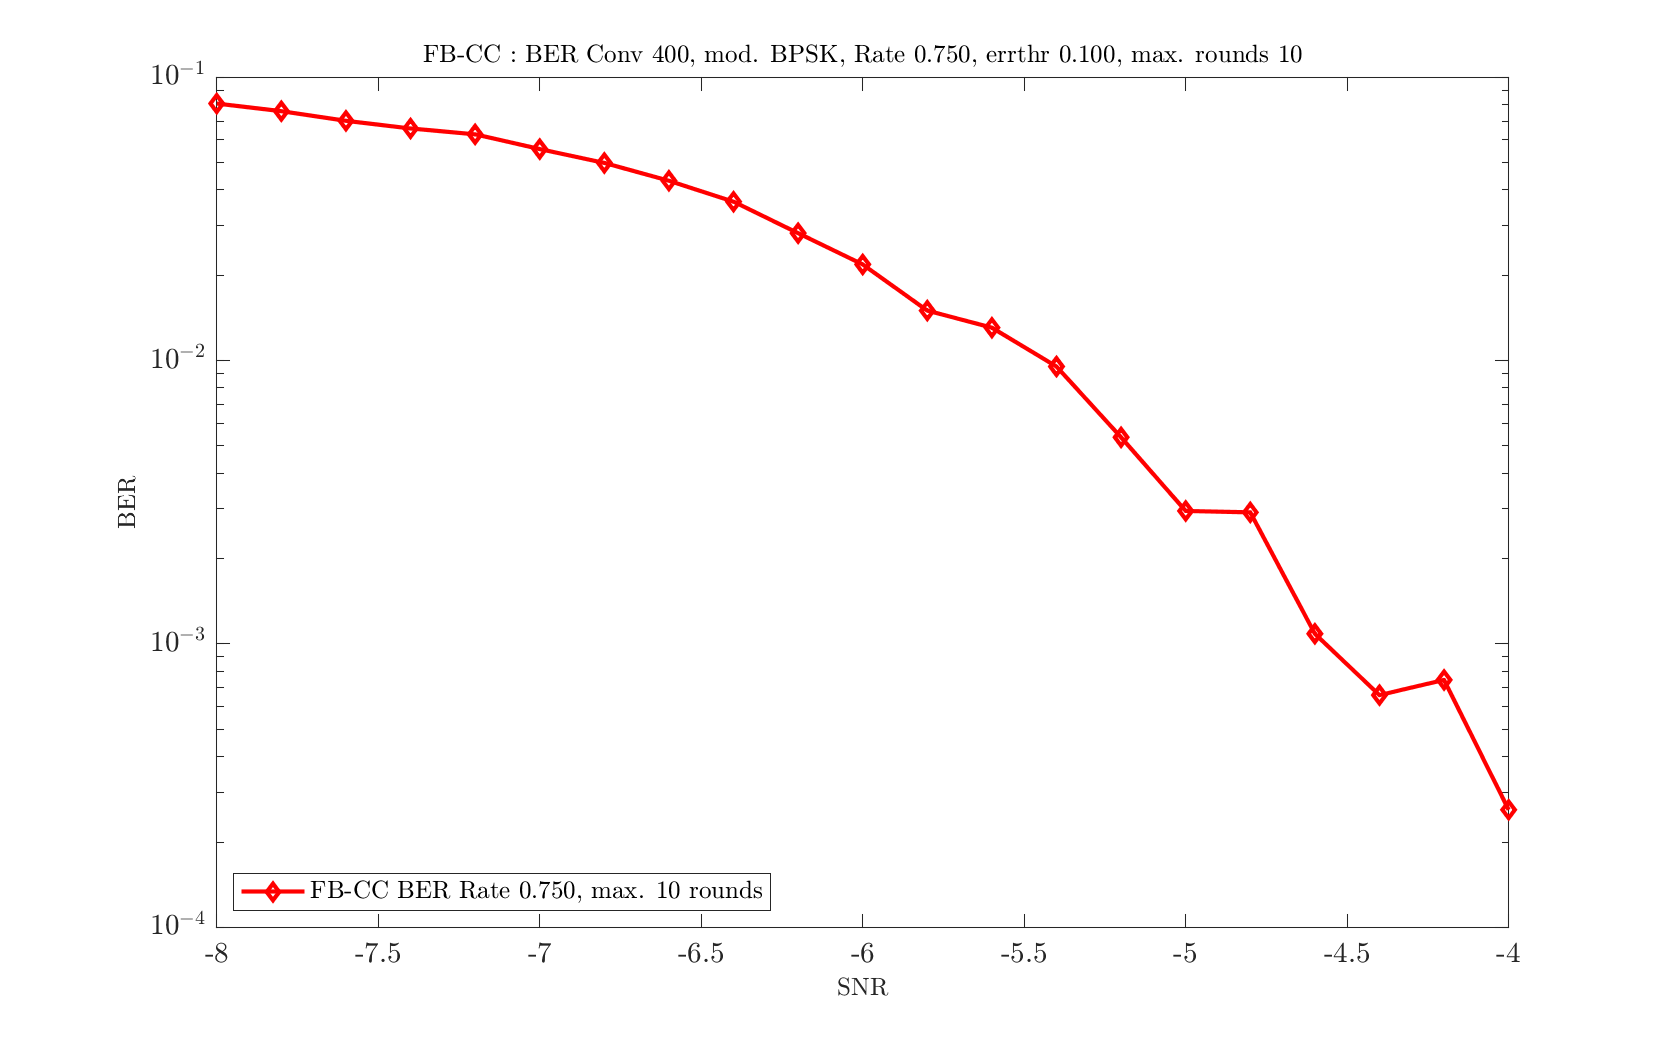 FB-CC : BER Conv 400, mod. BPSK, Rate 0.750, errthr 0.100, max. rounds 10
10⁻¹
10⁻²
10⁻³
10⁻⁴
BER
FB-CC BER Rate 0.750, max. 10 rounds
-8 -7.5 -7 -6.5 -6 -5.5 -5 -4.5 -4
SNR